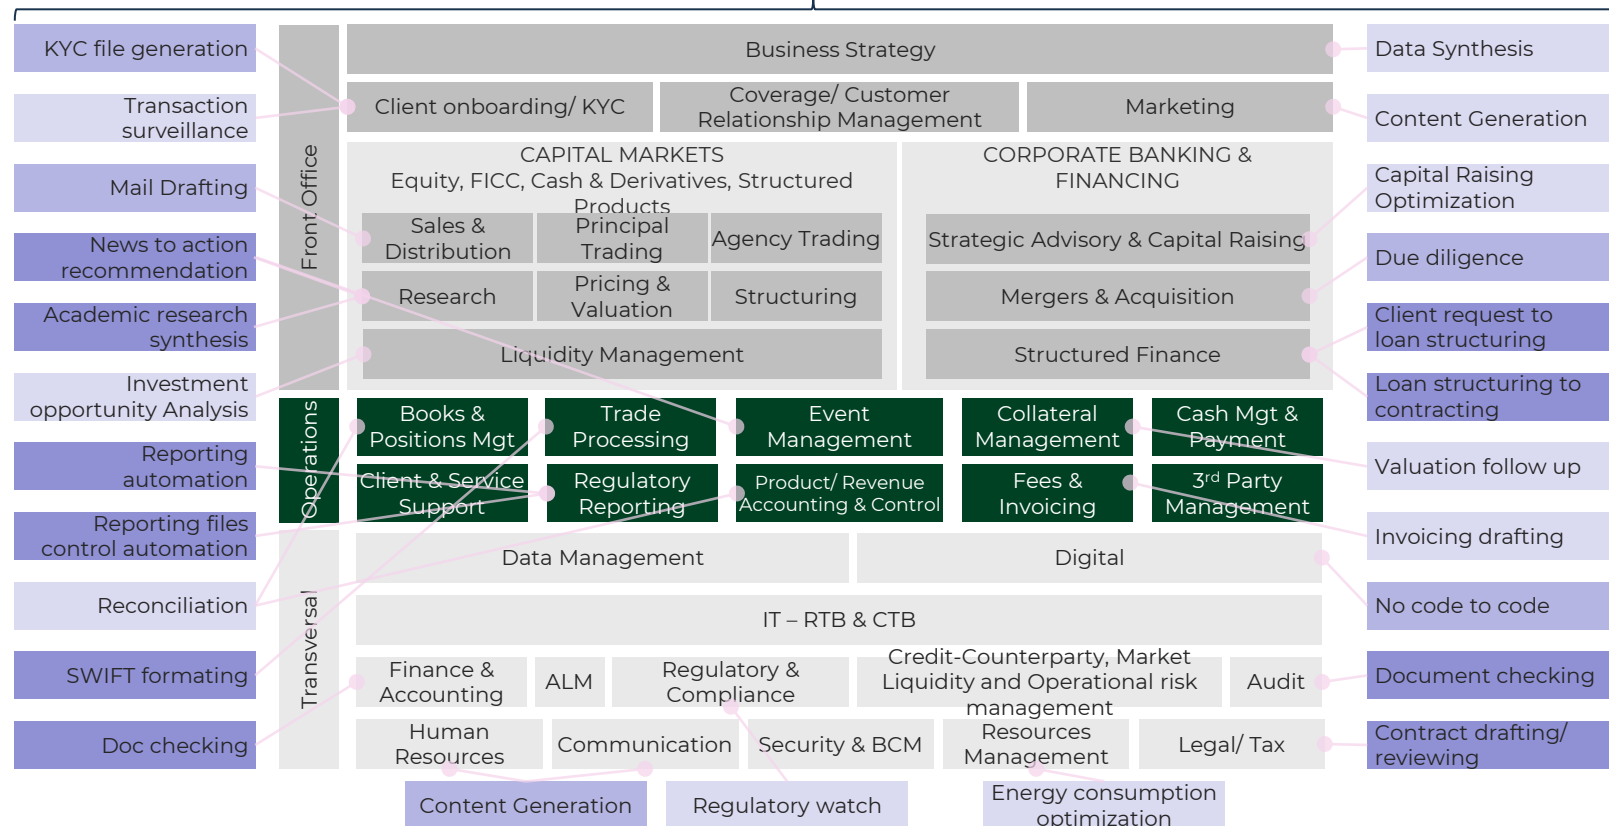 KYC file generation
Transaction
surveillance
Mail Drafting
News to action
recommendation
Academic research
synthesis
Investment
opportunity Analysis
Reporting
automation
Reporting files
control automation
Reconciliation
SWIFT formating
Doc checking
Front Office
Business Strategy
Client onboarding/ KYC
Coverage/ Customer
Relationship Management
Marketing
CAPITAL MARKETS
Equity, FICC, Cash & Derivatives, Structured
Products
Sales &
Distribution
Principal
Trading
Agency Trading
Research
Pricing &
Valuation
Structuring
Liquidity Management
CORPORATE BANKING &
FINANCING
Strategic Advisory & Capital Raising
Mergers & Acquisition
Structured Finance
Operations
Books &
Positions Mgt
Trade
Processing
Event
Management
Collateral
Management
Cash Mgt &
Payment
Client & Service
Support
Regulatory
Reporting
Product/ Revenue
Accounting & Control
Fees &
Invoicing
3rd Party
Management
Transversal
Data Management
Digital
IT – RTB & CTB
Finance &
Accounting
ALM
Regulatory &
Compliance
Credit-Counterparty, Market
Liquidity and Operational risk
management
Audit
Human
Resources
Communication
Security & BCM
Resources
Management
Legal/ Tax
Content Generation
Regulatory watch
Energy consumption
optimization
Data Synthesis
Content Generation
Capital Raising
Optimization
Due diligence
Client request to
loan structuring
Loan structuring to
contracting
Valuation follow up
Invoicing drafting
No code to code
Document checking
Contract drafting/
reviewing